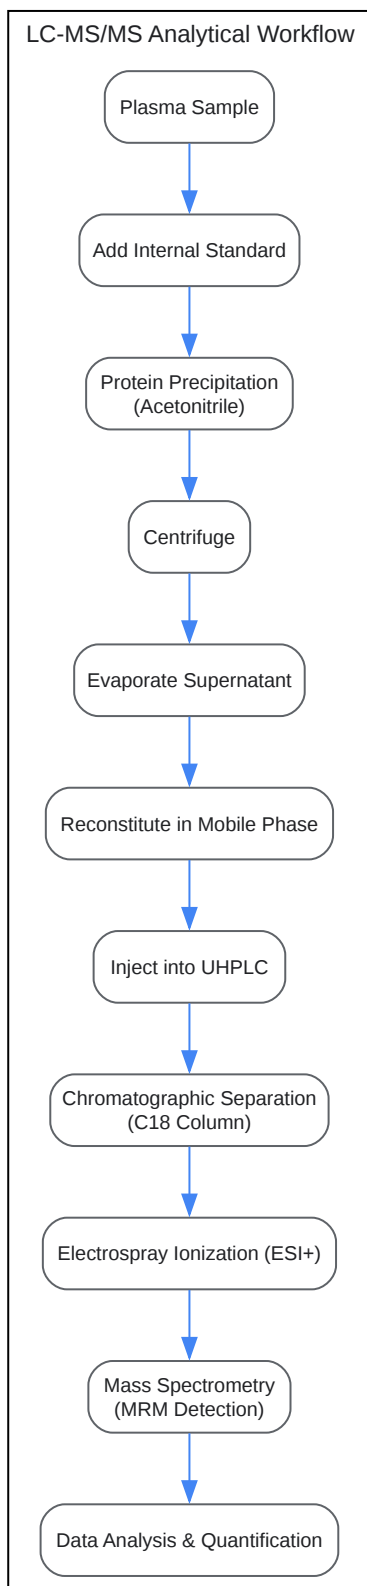 LC-MS/MS Analytical Workflow
Plasma Sample
Add Internal Standard
Protein Precipitation
(Acetonitrile)
Centrifuge
Evaporate Supernatant
Reconstitute in Mobile Phase
Inject into UHPLC
Chromatographic Separation
(C18 Column)
Electrospray Ionization (ESI+)
Mass Spectrometry
(MRM Detection)
Data Analysis & Quantification